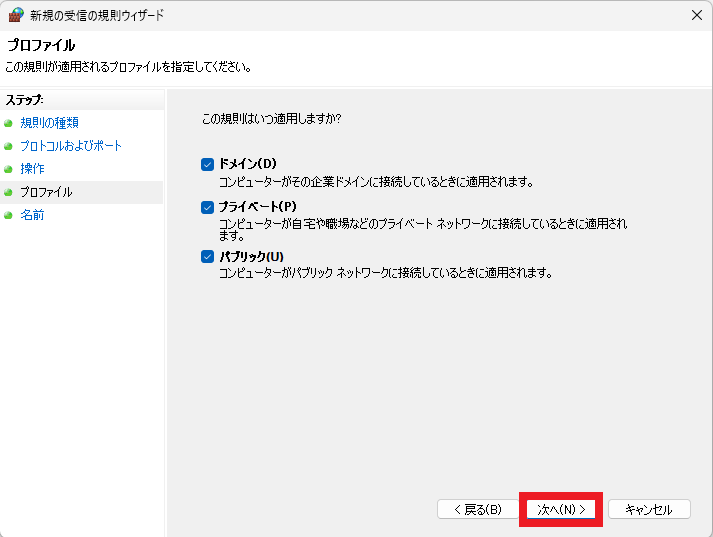 新規の受信の規則ウィザード
プロファイル
この規則が適用されるプロファイルを指定してください。
ステップ:
規則の種類
プロトコルおよびポート
操作
プロファイル
名前
この規則はいつ適用しますか?
ドメイン(D)
コンピューターがその企業ドメインに接続しているときに適用されます。
プライベート(P)
コンピューターが自宅や職場などのプライベート ネットワークに接続しているときに適用され
ます。
パブリック(U)
コンピューターがパブリック ネットワークに接続しているときに適用されます。
< 戻る(B)
次へ(N) >
キャンセル